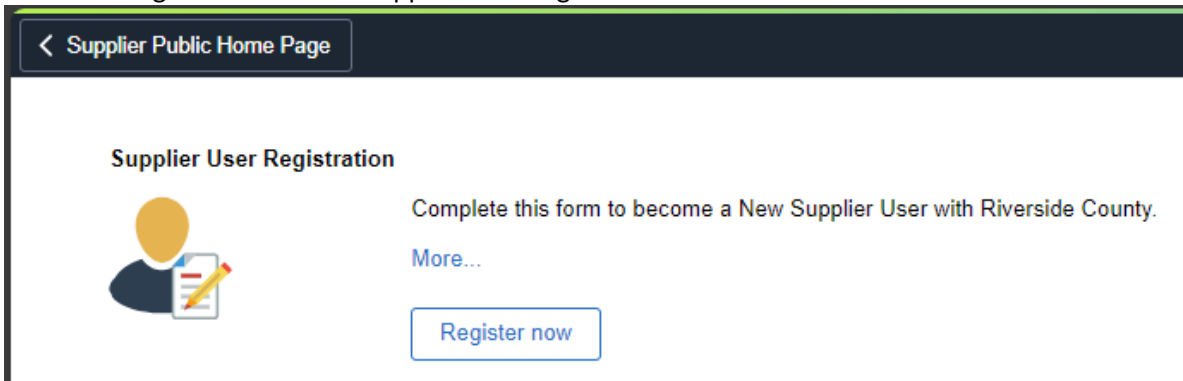 Supplier Public Home Page
Supplier User Registration
Complete this form to become a New Supplier User with Riverside County.
More...
Register now